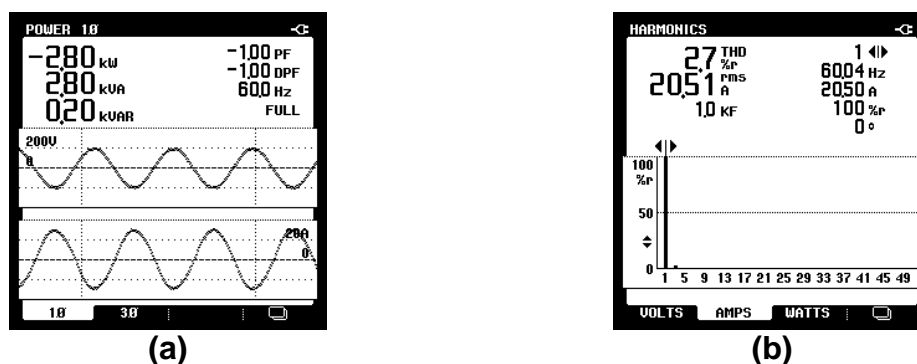 POWER 1Ø
-2.80 kW
2.80 kVA
0.20 kVAR
-1.00 PF
-1.00 DPF
60.0 Hz
FULL
200V
0
20A
0
1Ø 3Ø
(a)
HARMONICS
2.7 THD %r
20.51 rms A
1.0 KF
1
60.04 Hz
20.50 A
100 %r
0 °
100
%r
50
0
1 5 9 13 17 21 25 29 33 37 41 45 49
VOLTS AMPS WATTS
(b)